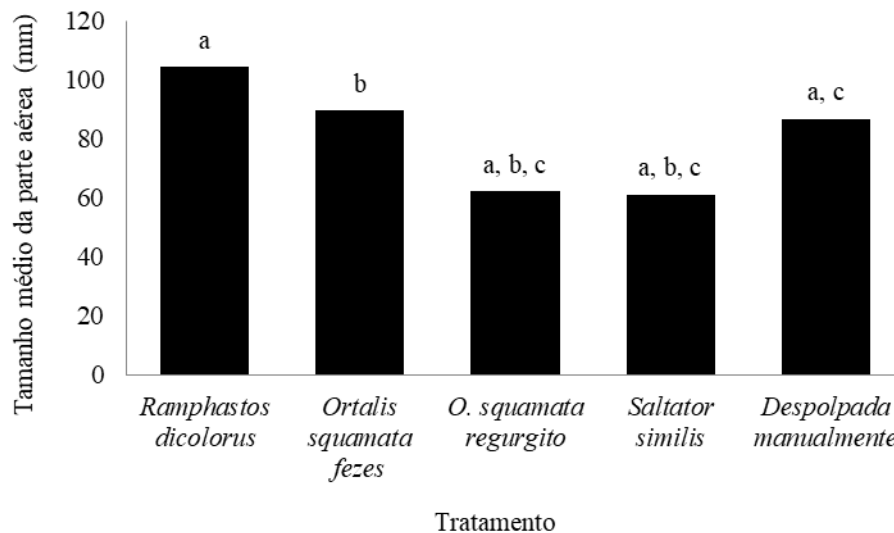 Tamanho médio da parte aérea (mm)
120
100
80
60
40
20
0
a
b
a, b, c
a, b, c
a, c
Ramphastos
dicolorus
Ortalis
squamata
fezes
O. squamata
regurgito
Saltator
similis
Despolpada
manualmente
Tratamento